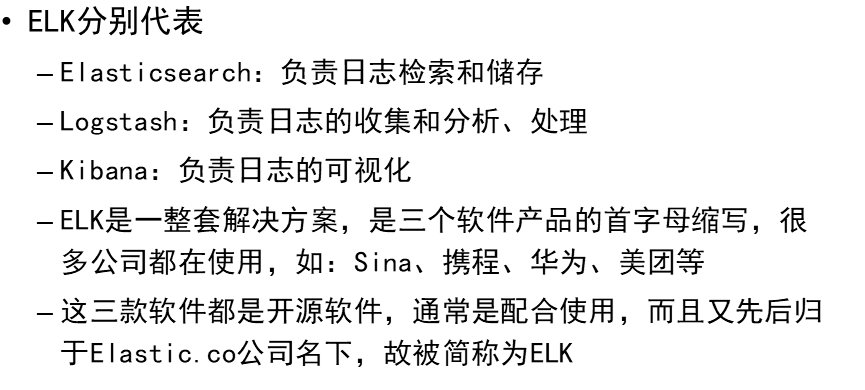 • ELK分别代表
– Elasticsearch：负责日志检索和储存
– Logstash：负责日志的收集和分析、处理
– Kibana：负责日志的可视化
– ELK是一整套解决方案，是三个软件产品的首字母缩写，很
多公司都在使用，如：Sina、携程、华为、美团等
– 这三款软件都是开源软件，通常是配合使用，而且又先后归
于Elastic.co公司名下，故被简称为ELK